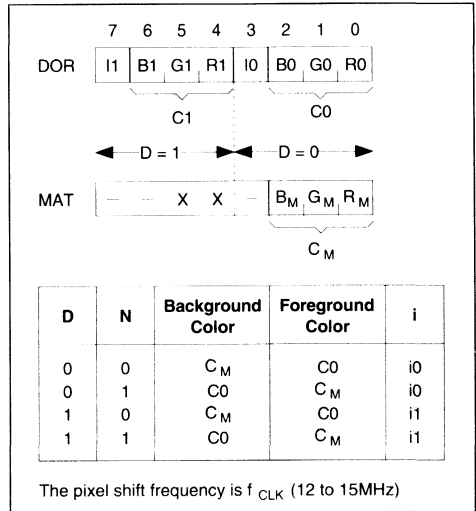 7 6 5 4 3 2 1 0
DOR I1 B1 G1 R1 I0 B0 G0 R0
C1 C0
D = 1 D = 0
MAT – – X X – B_M G_M R_M
C_M
D N Background Color Foreground Color i
0 0 C_M C0 i0
0 1 C0 C_M i0
1 0 C_M C0 i1
1 1 C0 C_M i1
The pixel shift frequency is f CLK (12 to 15MHz)